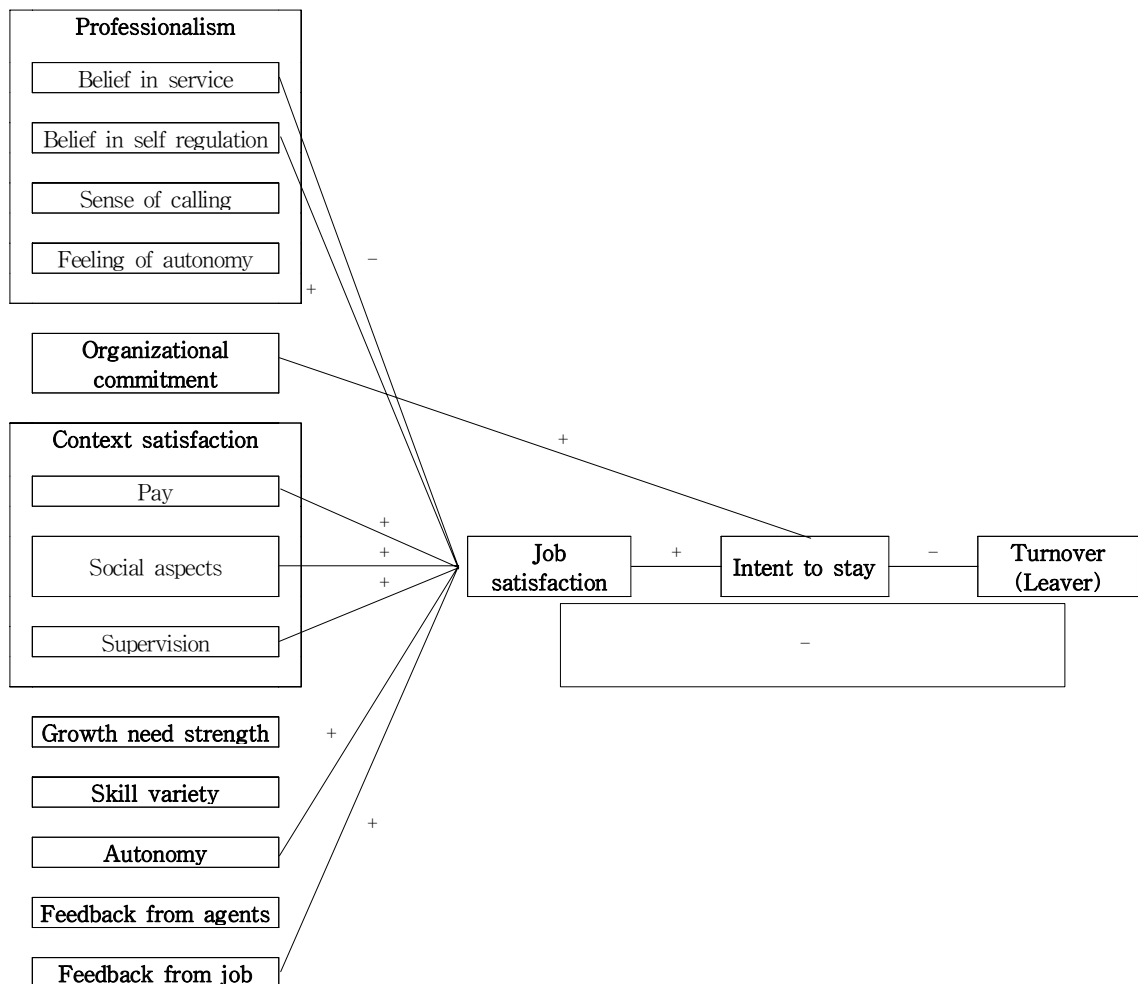 Professionalism
Belief in service
Belief in self regulation
Sense of calling
Feeling of autonomy
−
+
Organizational
commitment
+
Context satisfaction
Pay
+
+
Social aspects
+
Supervision
Job
satisfaction
+
Intent to stay
−
Turnover
(Leaver)
−
Growth need strength
+
Skill variety
+
Autonomy
Feedback from agents
Feedback from job